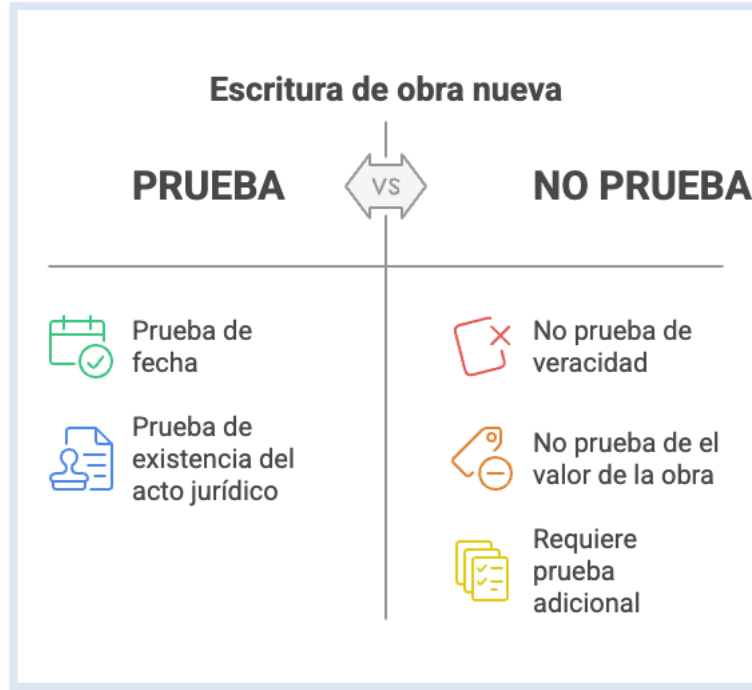 Escritura de obra nueva
PRUEBA
VS
NO PRUEBA
Prueba de
fecha
Prueba de
existencia del
acto jurídico
No prueba de
veracidad
No prueba de el
valor de la obra
Requiere
prueba
adicional